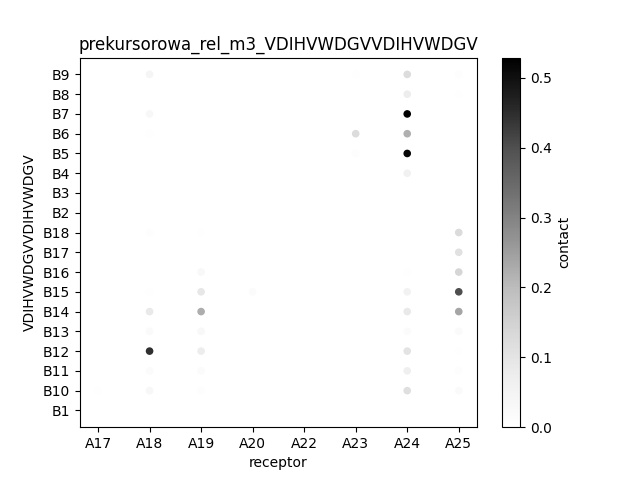 prekursorowa_rel_m3_VDIHVWDGVVDIHVWDGV
B9
B8
B7
B6
B5
B4
B3
B2
B18
B17
B16
B15
B14
B13
B12
B11
B10
B1
VDIHVWDGVVDIHVWDGV
A17 A18 A19 A20 A22 A23 A24 A25
receptor
0.5
0.4
0.3
0.2
0.1
0.0
contact